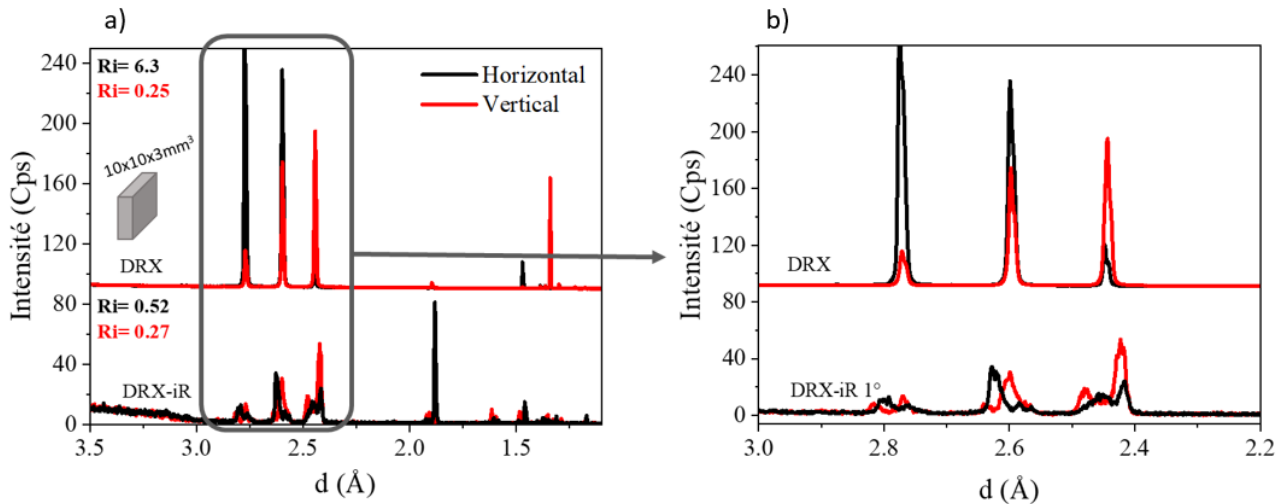 a)
Intensité (Cps)
240
200
160
120
80
40
0
Ri= 6.3
Ri= 0.25
10x10x3mm³
DRX
Horizontal
Vertical
Ri= 0.52
Ri= 0.27
DRX-iR
3.5 3.0 2.5 2.0 1.5
d (Å)
b)
Intensité (Cps)
240
200
160
120
80
40
0
DRX
DRX-iR 1°
3.0 2.8 2.6 2.4 2.2
d (Å)